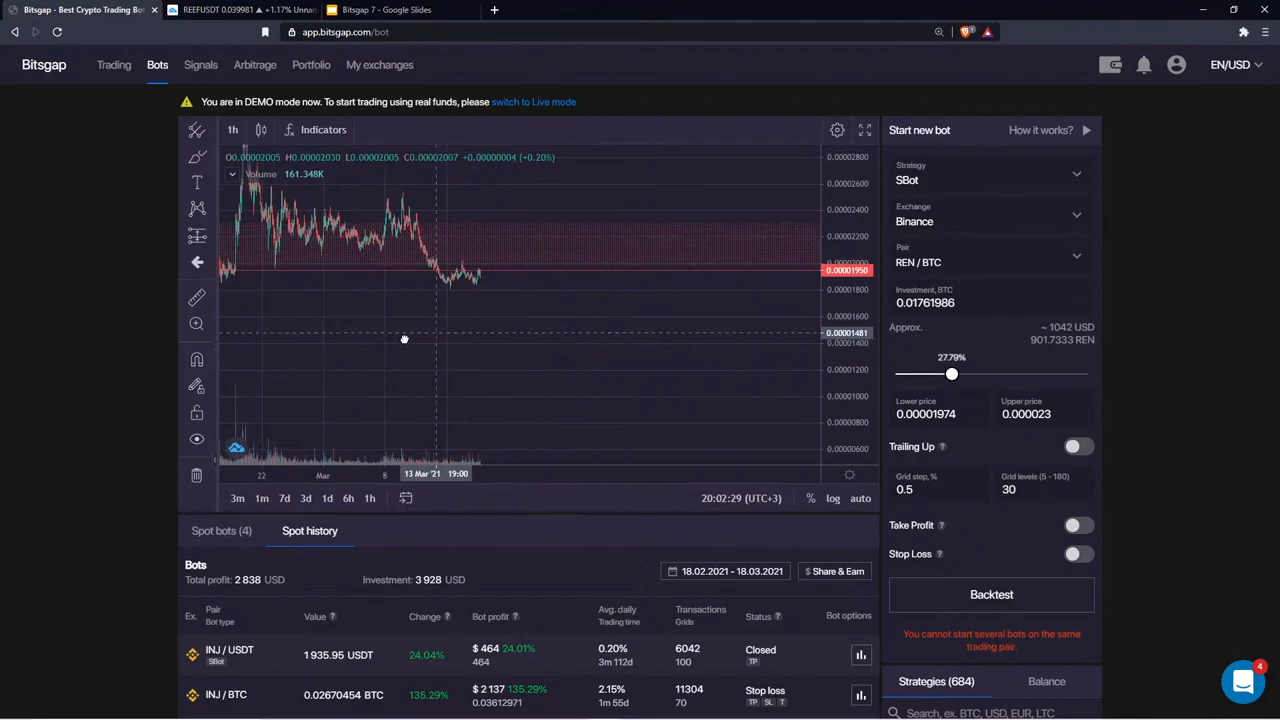 Bitsgap - Best Crypto Trading Bot
REEFUSDT 0.039981 ▲ +1.17% Unnam
Bitsgap 7 - Google Slides
app.bitsgap.com/bot
Bitsgap
Trading
Bots
Signals
Arbitrage
Portfolio
My exchanges
EN/USD
You are in DEMO mode now. To start trading using real funds, please switch to Live mode
1h
Indicators
O0.00002005 H0.00002030 L0.00002005 C0.00002007 +0.00000004 (+0.20%)
Volume 161.348K
0.00002800
0.00002600
0.00002400
0.00002200
0.00002000
0.00001950
0.00001800
0.00001600
0.00001481
0.00001400
0.00001200
0.00001000
0.00000800
0.00000600
22
Mar
8
13 Mar '21 19:00
3m 1m 7d 3d 1d 6h 1h
20:02:29 (UTC+3)
% log auto
Start new bot
How it works?
Strategy
SBot
Exchange
Binance
Pair
REN / BTC
Investment, BTC
0.01761986
Approx.
~ 1042 USD
901.7333 REN
27.79%
Lower price
0.00001974
Upper price
0.000023
Trailing Up ?
Grid step, %
0.5
Grid levels (5 - 180)
30
Take Profit ?
Stop Loss ?
Backtest
You cannot start several bots on the same
trading pair.
Strategies (684)
Balance
Search, ex. BTC, USD, EUR, LTC
4
Spot bots (4)
Spot history
Bots
Total profit: 2 838 USD
Investment: 3 928 USD
18.02.2021 - 18.03.2021
$ Share & Earn
Ex.
Pair
Bot type
Value ?
Change ?
Bot profit ?
Avg. daily
Trading time
Transactions
Grids
Status ?
Bot options
INJ / USDT
SBot
1 935.95 USDT
24.04%
$ 464 24.01%
464
0.20%
3m 112d
6042
100
Closed
TP
INJ / BTC
0.02670454 BTC
135.29%
$ 2 137 135.29%
0.03612971
2.15%
1m 55d
11304
70
Stop loss
TP SL T